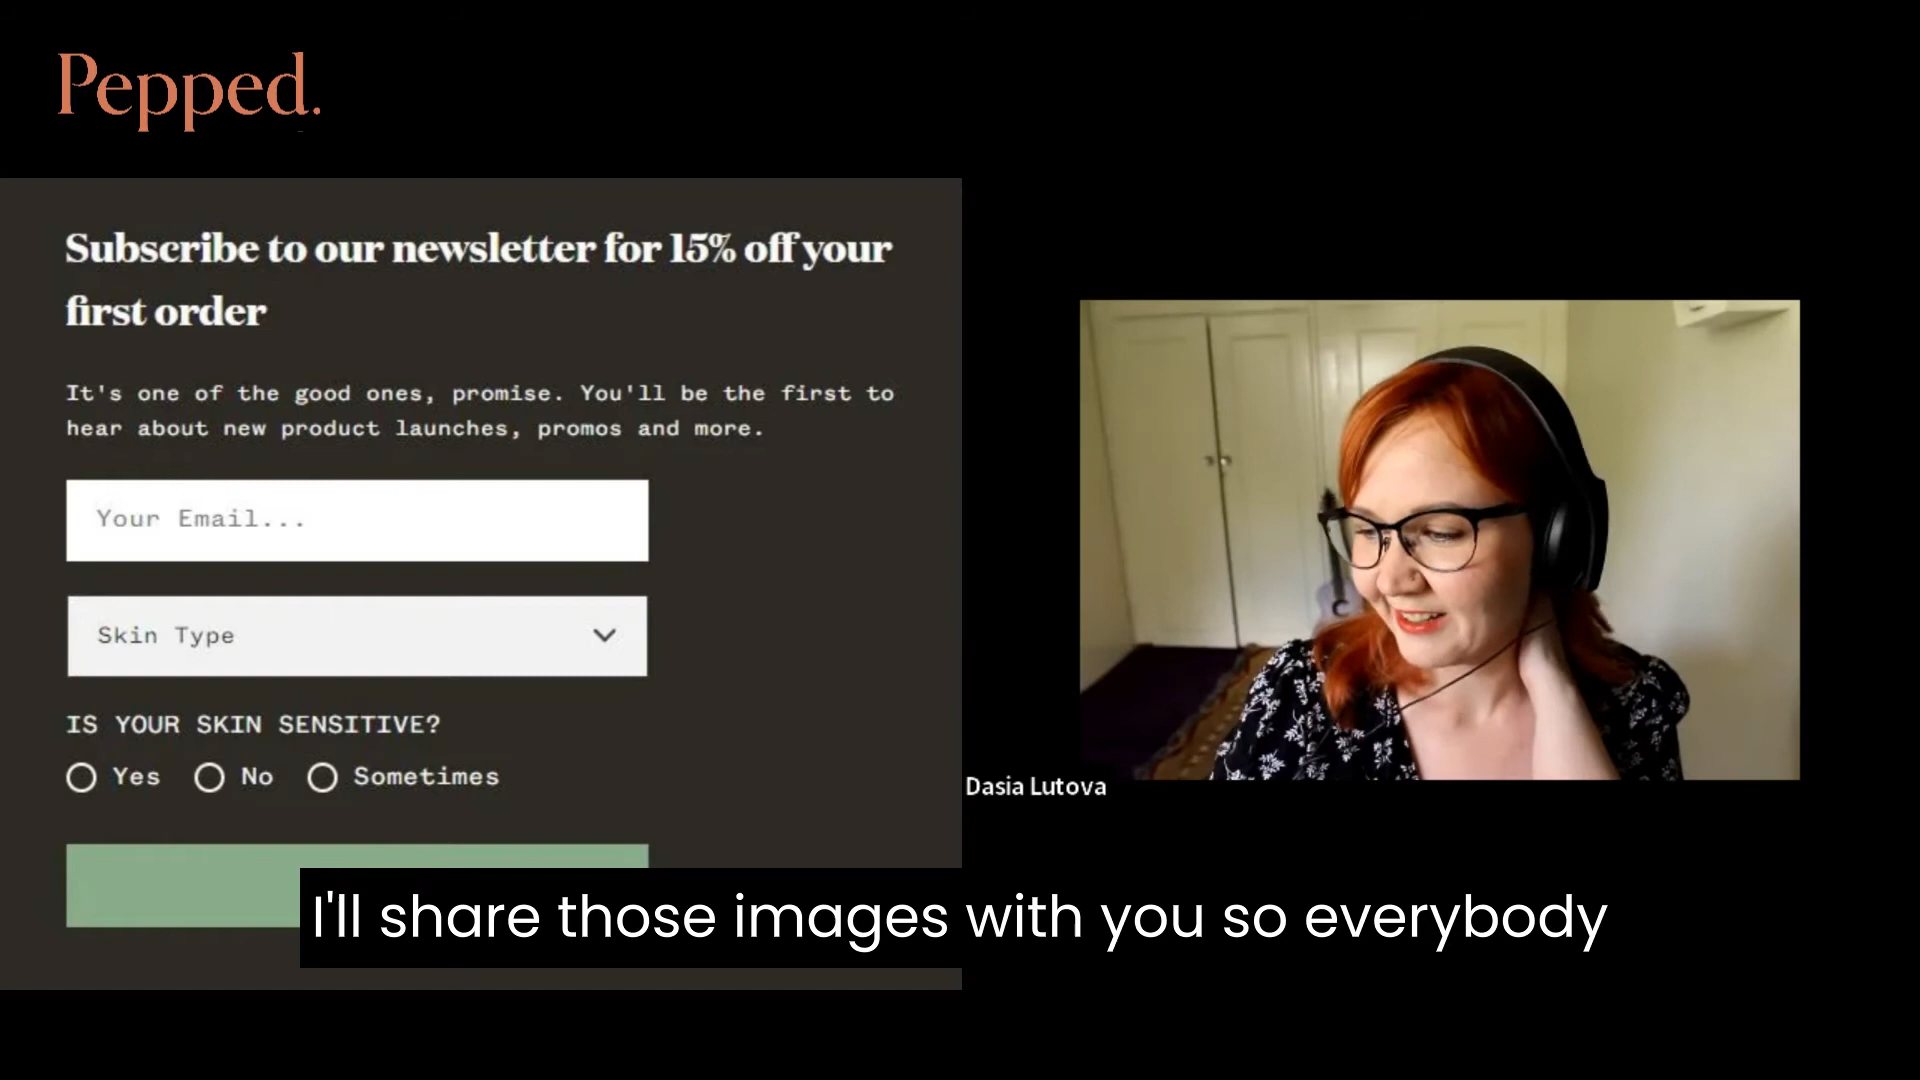 Pepped.
Subscribe to our newsletter for 15% off your
first order
It's one of the good ones, promise. You'll be the first to
hear about new product launches, promos and more.
Your Email...
Skin Type
IS YOUR SKIN SENSITIVE?
Yes No Sometimes
Dasia Lutova
I'll share those images with you so everybody